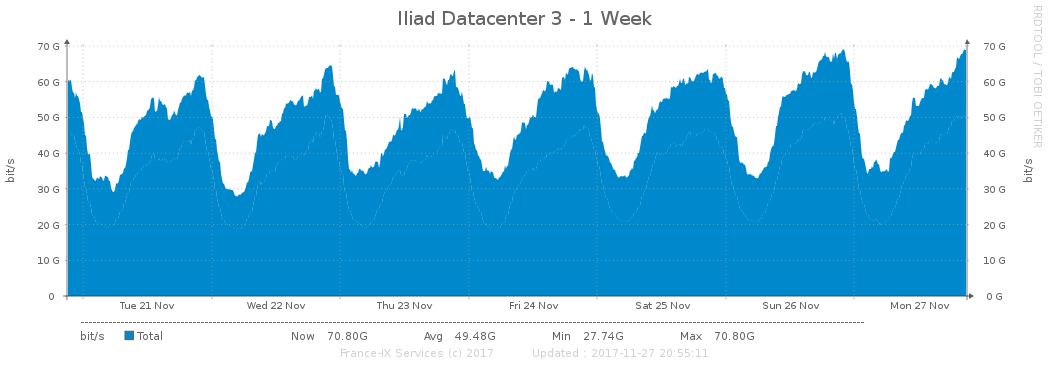 Iliad Datacenter 3 - 1 Week
RRDTOOL / TOBI OETIKER
70 G 70 G
60 G 60 G
50 G 50 G
40 G 40 G
30 G 30 G
20 G 20 G
10 G 10 G
0 0 G
bit/s bit/s
Tue 21 Nov Wed 22 Nov Thu 23 Nov Fri 24 Nov Sat 25 Nov Sun 26 Nov Mon 27 Nov
bit/s Total Now 70.80G Avg 49.48G Min 27.74G Max 70.80G
France-IX Services (c) 2017 Updated : 2017-11-27 20:55:11